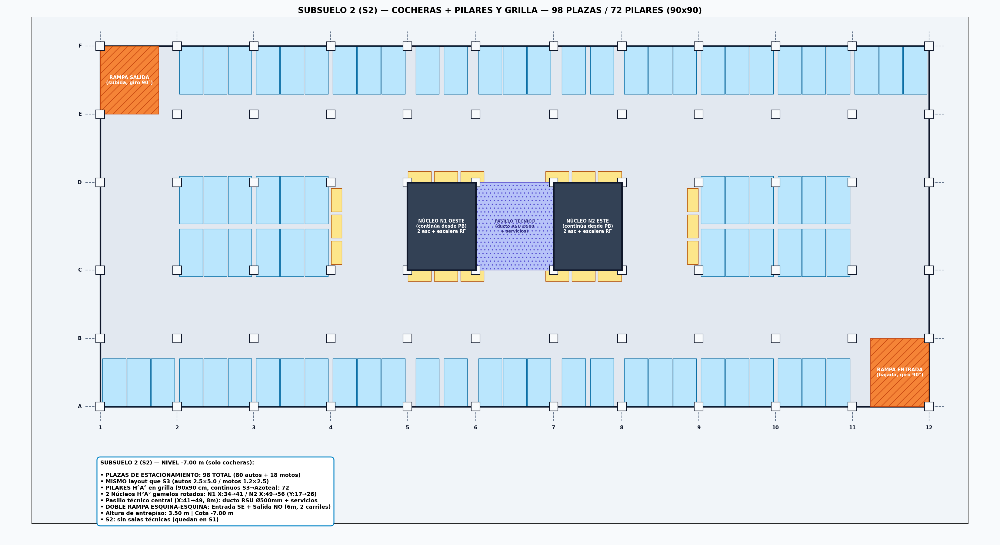 SUBSUELO 2 (S2) — COCHERAS + PILARES Y GRILLA — 98 PLAZAS / 72 PILARES (90x90)
F
RAMPA SALIDA
(subida, giro 90°)
E
D
NÚCLEO N1 OESTE
(continúa desde PB)
2 asc + escalera RF
PASILLO TÉCNICO
(ducto RSU Ø500
+ servicios)
NÚCLEO N2 ESTE
(continúa desde PB)
2 asc + escalera RF
C
B
RAMPA ENTRADA
(bajada, giro 90°)
A
1 2 3 4 5 6 7 8 9 10 11 12
SUBSUELO 2 (S2) — NIVEL -7.00 m (solo cocheras):
• PLAZAS DE ESTACIONAMIENTO: 98 TOTAL (80 autos + 18 motos)
• MISMO layout que S3 (autos 2.5×5.0 / motos 1.2×2.5)
• PILARES H°A° en grilla (90x90 cm, continuos S3→Azotea): 72
• 2 Núcleos H°A° gemelos rotados: N1 X:34→41 / N2 X:49→56 (Y:17→26)
• Pasillo técnico central (X:41→49, 8m): ducto RSU Ø500mm + servicios
• DOBLE RAMPA ESQUINA-ESQUINA: Entrada SE + Salida NO (6m, 2 carriles)
• Altura de entrepiso: 3.50 m | Cota -7.00 m
• S2: sin salas técnicas (quedan en S1)